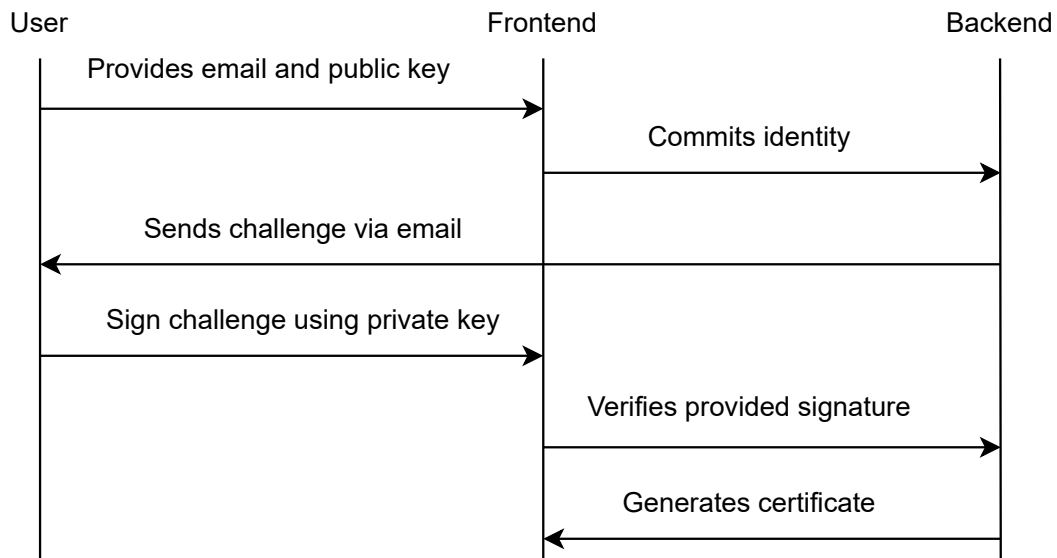 User
Frontend
Backend
Provides email and public key
Commits identity
Sends challenge via email
Sign challenge using private key
Verifies provided signature
Generates certificate